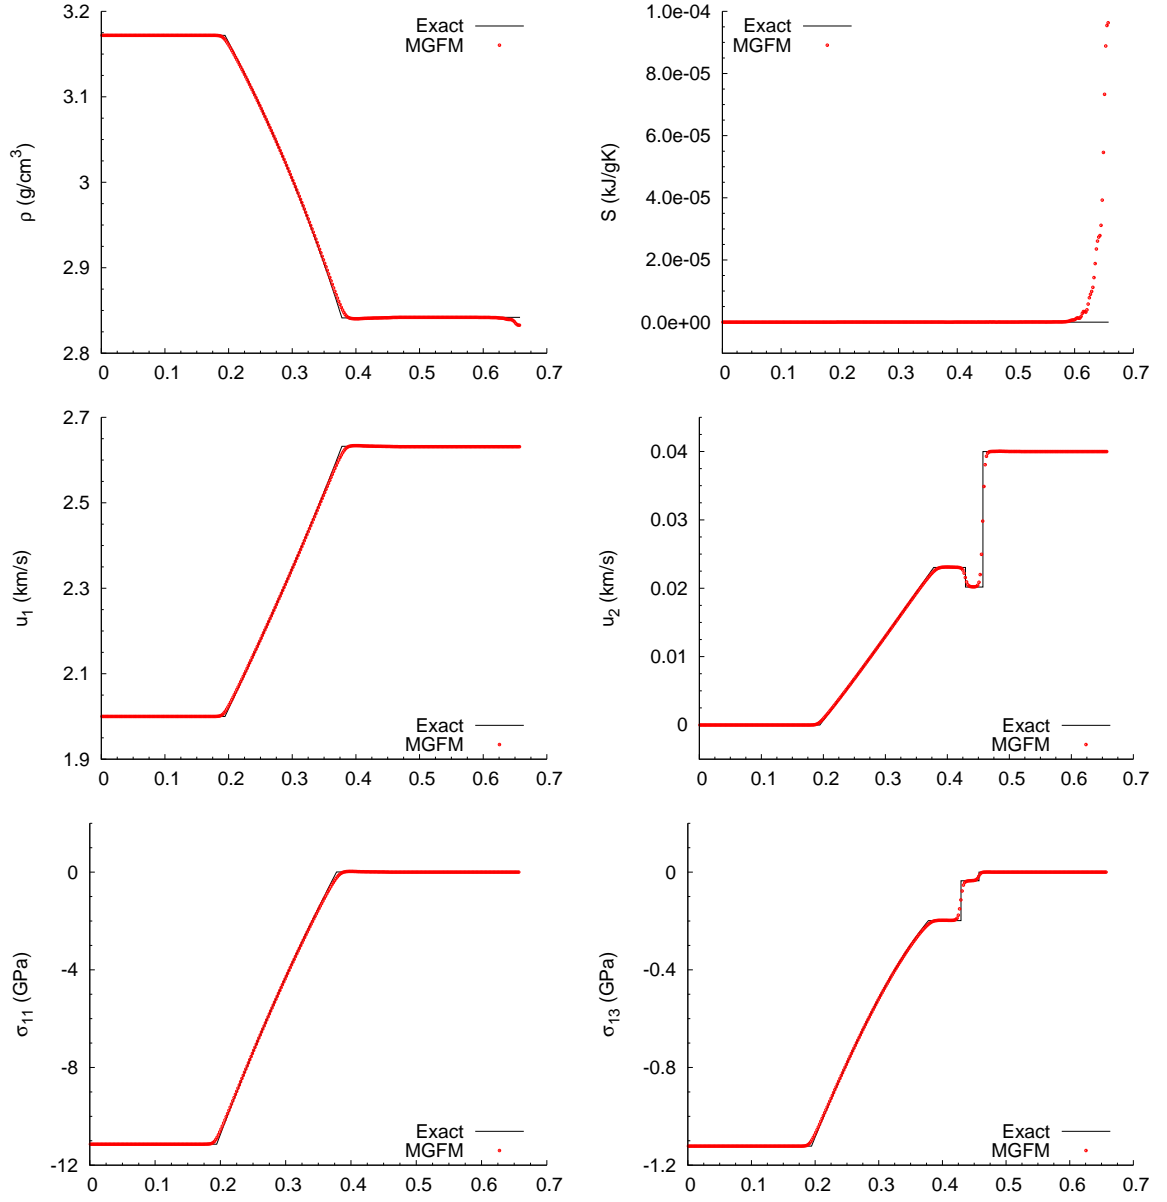 3.2
3.1
3
2.9
2.8
0 0.1 0.2 0.3 0.4 0.5 0.6 0.7
ρ (g/cm³)
Exact
MGFM
1.0e-04
8.0e-05
6.0e-05
4.0e-05
2.0e-05
0.0e+00
0 0.1 0.2 0.3 0.4 0.5 0.6 0.7
S (kJ/gK)
Exact
MGFM
2.7
2.5
2.3
2.1
1.9
0 0.1 0.2 0.3 0.4 0.5 0.6 0.7
u₁ (km/s)
Exact
MGFM
0.04
0.03
0.02
0.01
0
0 0.1 0.2 0.3 0.4 0.5 0.6 0.7
u₂ (km/s)
Exact
MGFM
0
-4
-8
-12
0 0.1 0.2 0.3 0.4 0.5 0.6 0.7
σ₁₁ (GPa)
Exact
MGFM
0
-0.4
-0.8
-1.2
0 0.1 0.2 0.3 0.4 0.5 0.6 0.7
σ₁₃ (GPa)
Exact
MGFM